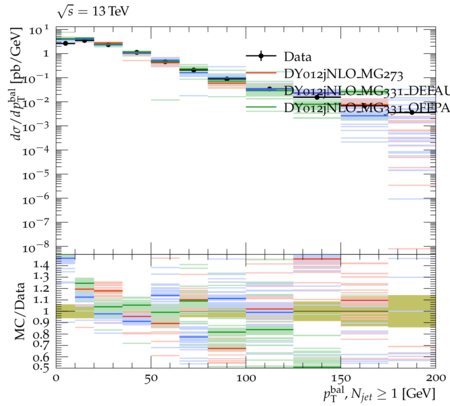 √s = 13 TeV
dσ/dp_T^bal [pb/GeV]
10^1
1
10^−1
10^−2
10^−3
10^−4
10^−5
10^−6
10^−7
10^−8
Data
DY012jNLO_MG273
DY012jNLO_MG331_DEFAU
DY012jNLO_MG331_OFFPA
MC/Data
1.4
1.3
1.2
1.1
1
0.9
0.8
0.7
0.6
0.5
0 50 100 150 200
p_T^bal, N_jet ≥ 1 [GeV]